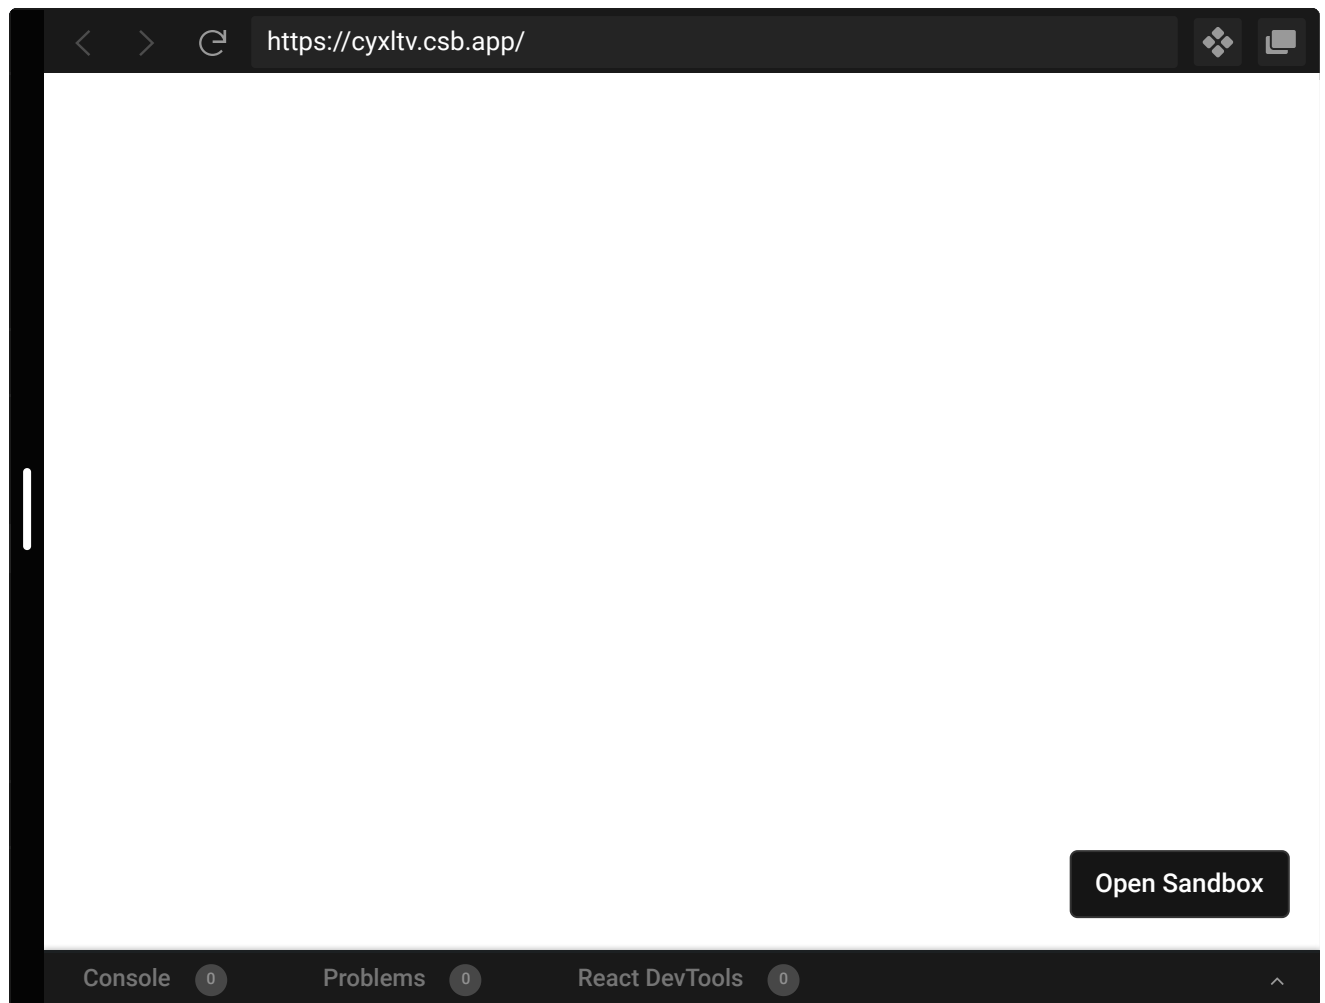 https://cyxltv.csb.app/
Open Sandbox
Console 0 Problems 0 React DevTools 0